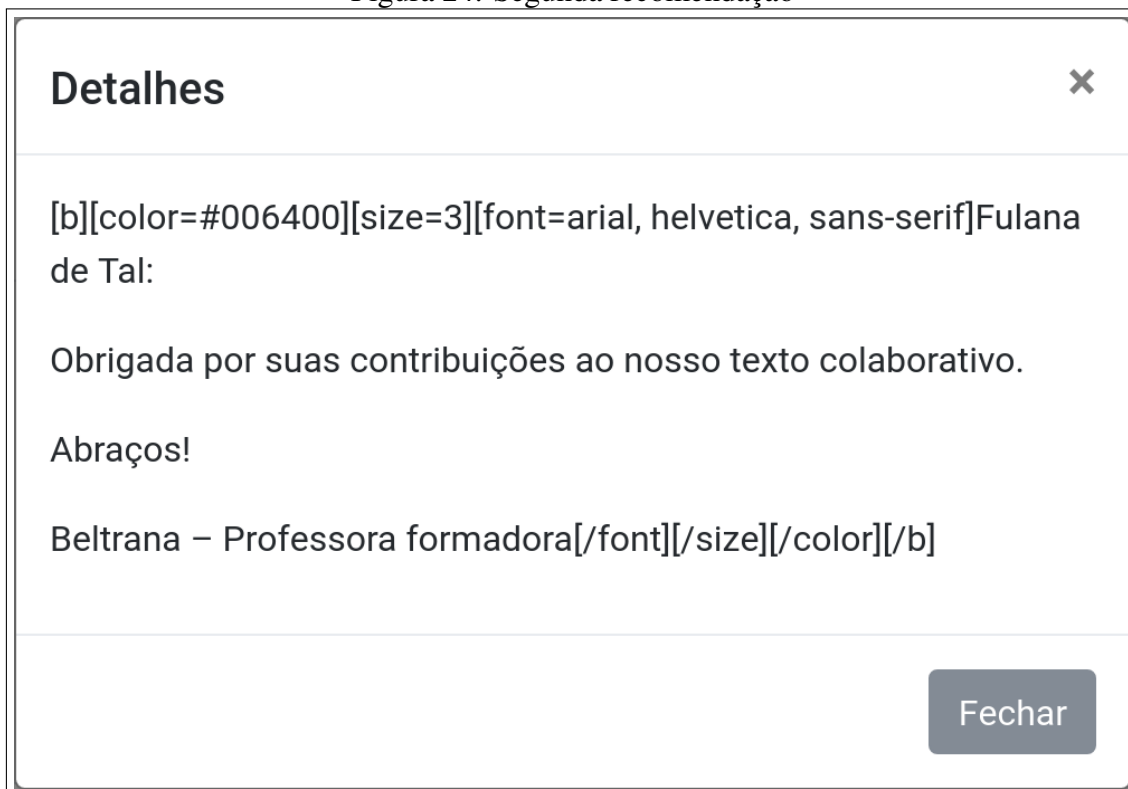 Figura 24: Segunda recomendação
Detalhes
×
[b][color=#006400][size=3][font=arial, helvetica, sans-serif]Fulana
de Tal:
Obrigada por suas contribuições ao nosso texto colaborativo.
Abraços!
Beltrana – Professora formadora[/font][/size][/color][/b]
Fechar